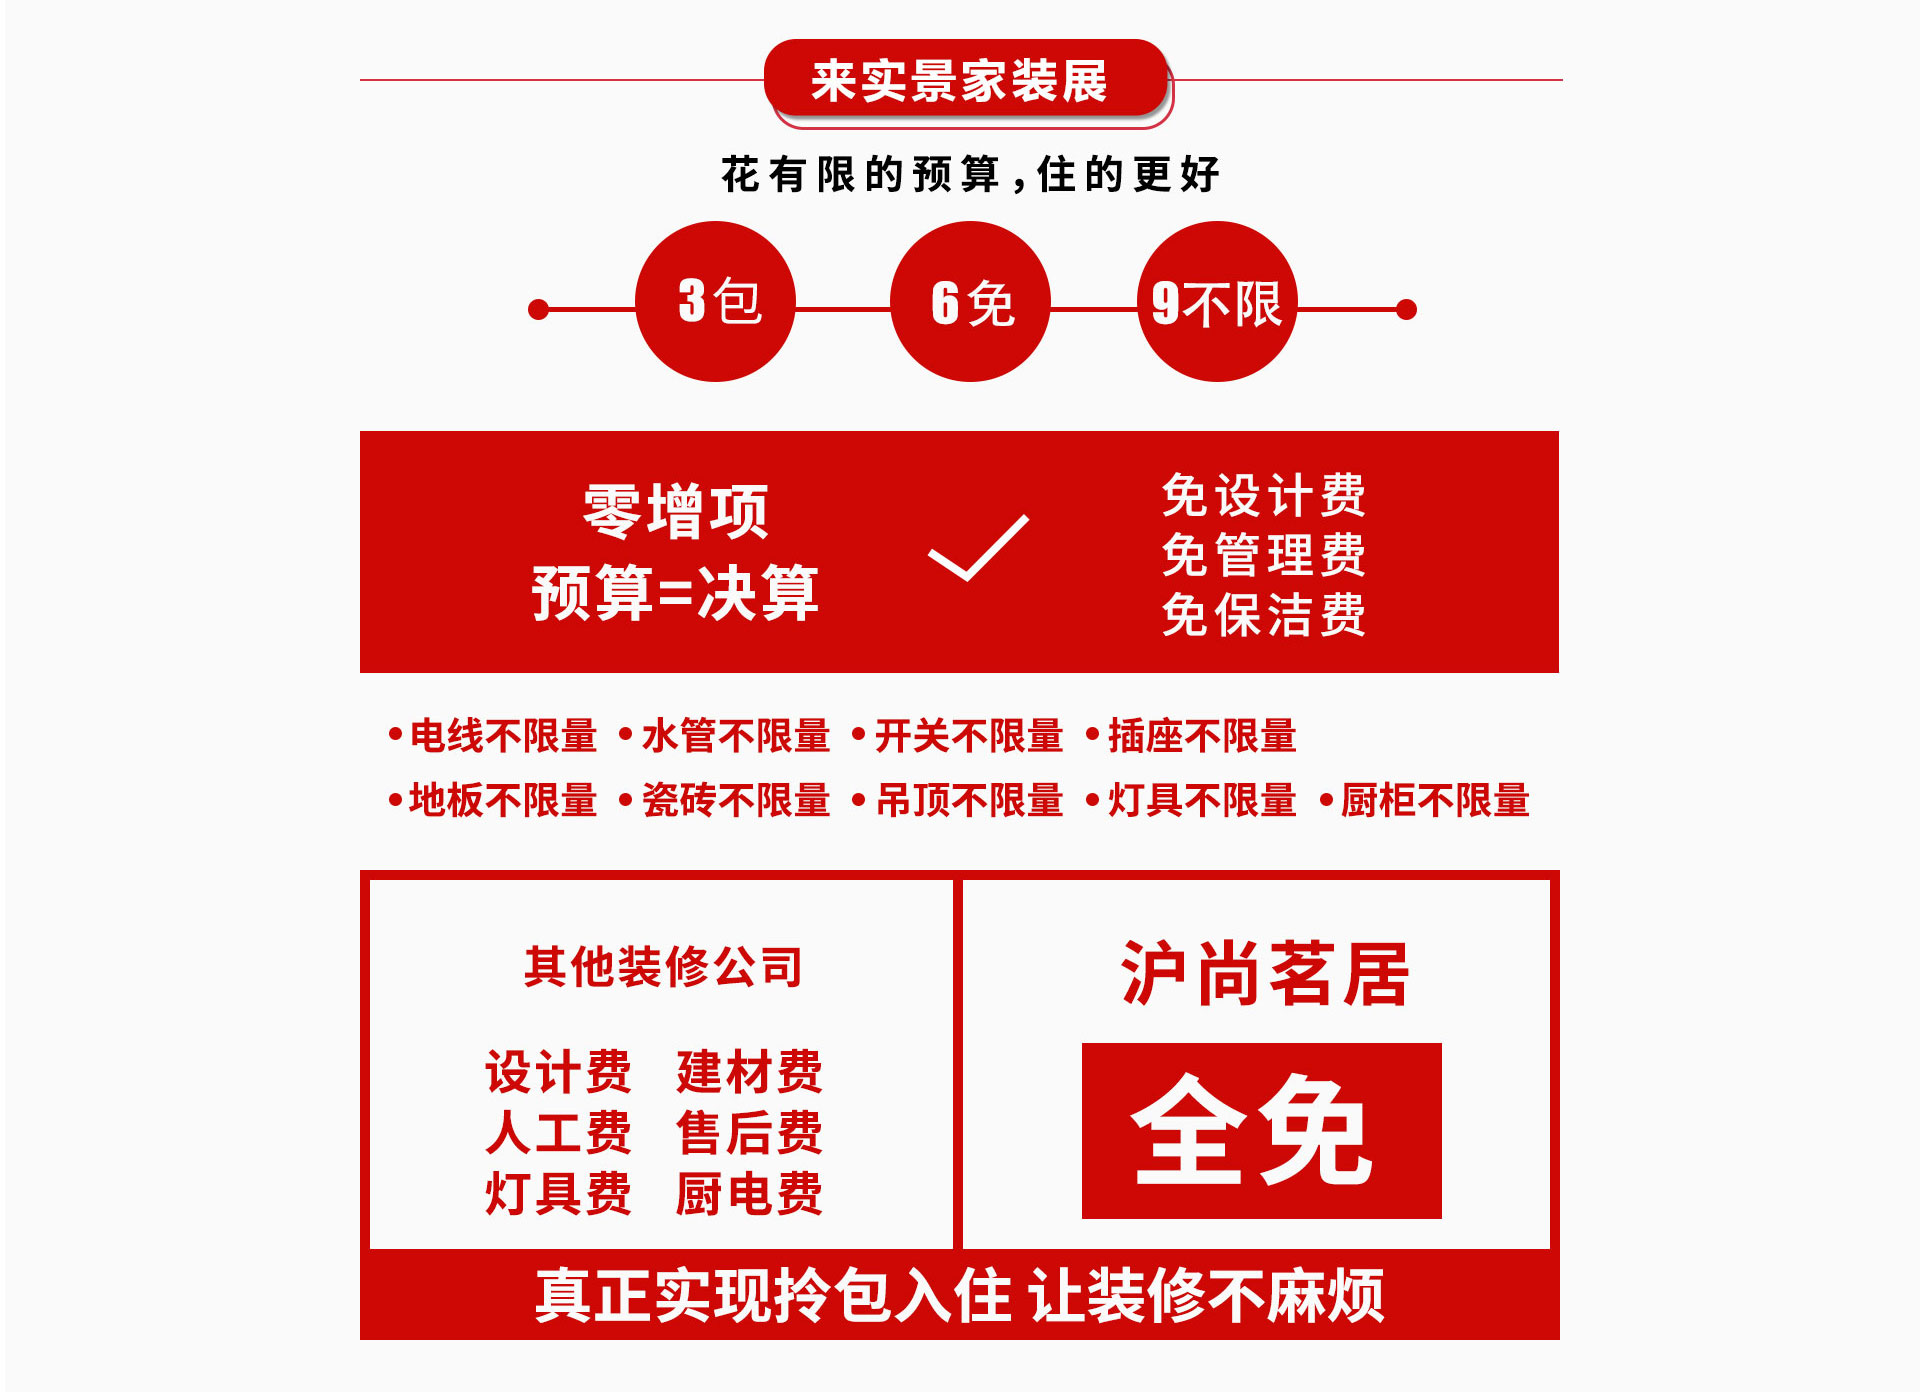 来实景家装展
花有限的预算,住的更好
3包 6免 9不限
零增项
预算=决算
免设计费
免管理费
免保洁费
•电线不限量 •水管不限量 •开关不限量 •插座不限量
•地板不限量 •瓷砖不限量 •吊顶不限量 •灯具不限量 •厨柜不限量
其他装修公司
设计费 建材费
人工费 售后费
灯具费 厨电费
沪尚茗居
全免
真正实现拎包入住 让装修不麻烦